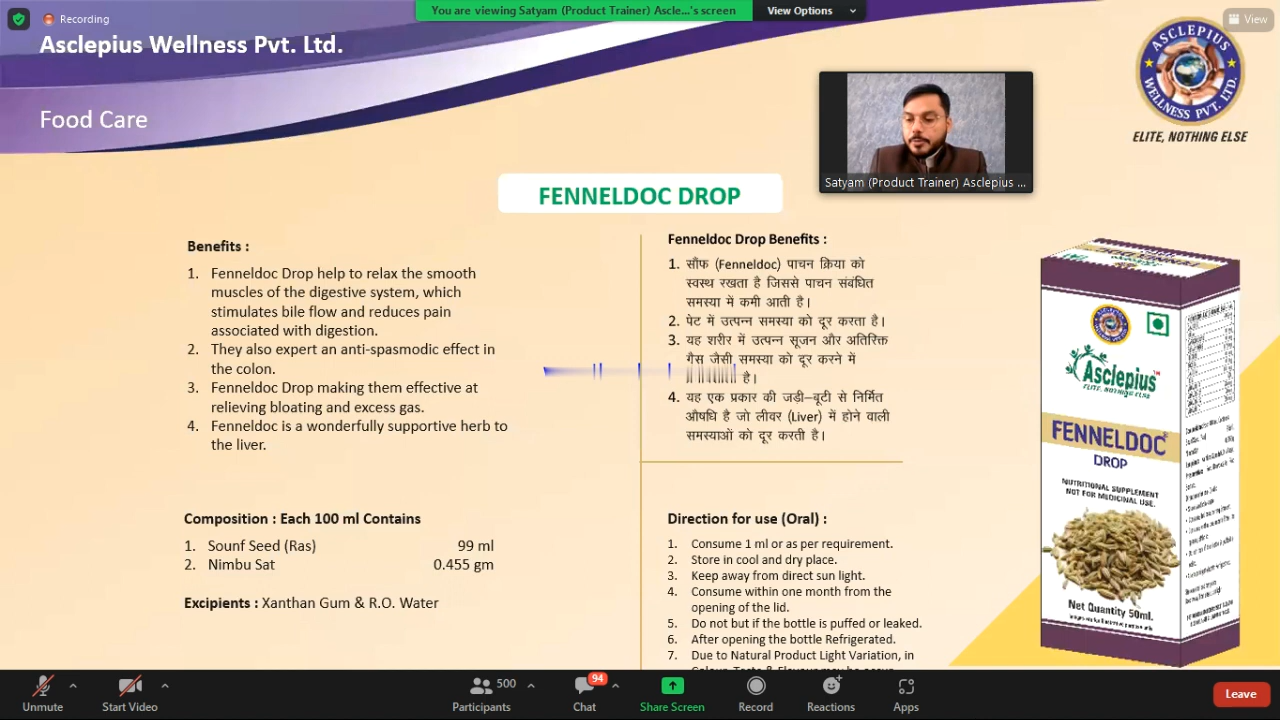 Recording
You are viewing Satyam (Product Trainer) Ascle...'s screen
View Options
View
Asclepius Wellness Pvt. Ltd.
Food Care
ASCLEPIUS
WELLNESS PVT. LTD.
ELITE, NOTHING ELSE
Satyam (Product Trainer) Asclepius ...
FENNELDOC DROP
Benefits :
1. Fenneldoc Drop help to relax the smooth
muscles of the digestive system, which
stimulates bile flow and reduces pain
associated with digestion.
2. They also expert an anti-spasmodic effect in
the colon.
3. Fenneldoc Drop making them effective at
relieving bloating and excess gas.
4. Fenneldoc is a wonderfully supportive herb to
the liver.
Composition : Each 100 ml Contains
1. Sounf Seed (Ras) 99 ml
2. Nimbu Sat 0.455 gm
Excipients : Xanthan Gum & R.O. Water
Fenneldoc Drop Benefits :
1. सौंफ (Fenneldoc) पाचन क्रिया को
स्वस्थ रखता है जिससे पाचन संबंधित
समस्या में कमी आती है।
2. पेट में उत्पन्न समस्या को दूर करता है।
3. यह शरीर में उत्पन्न सूजन और अतिरिक्त
गैस जैसी समस्या को दूर करने में
है।
4. यह एक प्रकार की जडी–बूटी से निर्मित
औषधि है जो लीवर (Liver) में होने वाली
समस्याओं को दूर करती है।
Direction for use (Oral) :
1. Consume 1 ml or as per requirement.
2. Store in cool and dry place.
3. Keep away from direct sun light.
4. Consume within one month from the
opening of the lid.
5. Do not but if the bottle is puffed or leaked.
6. After opening the bottle Refrigerated.
7. Due to Natural Product Light Variation, in
Asclepius™
ELITE, NOTHING ELSE
FENNELDOC®
DROP
NUTRITIONAL SUPPLEMENT
NOT FOR MEDICINAL USE.
Net Quantity 50ml.
Unmute
Start Video
500
Participants
94
Chat
Share Screen
Record
Reactions
Apps
Leave